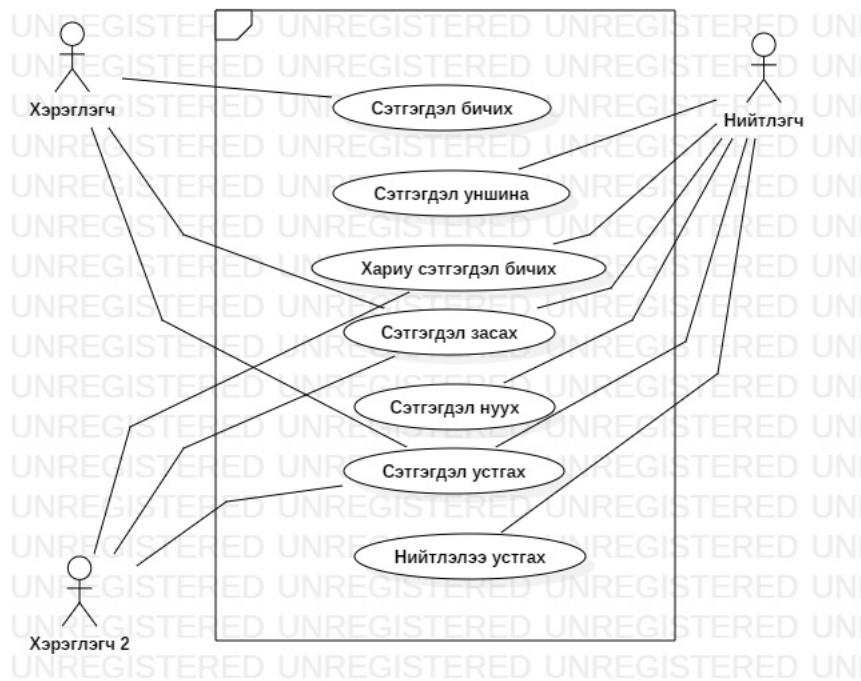 Хэрэглэгч
Нийтлэгч
Сэтгэгдэл бичих
Сэтгэгдэл уншина
Хариу сэтгэгдэл бичих
Сэтгэгдэл засах
Сэтгэгдэл нуух
Сэтгэгдэл устгах
Нийтлэлээ устгах
Хэрэглэгч 2
UNREGISTERED